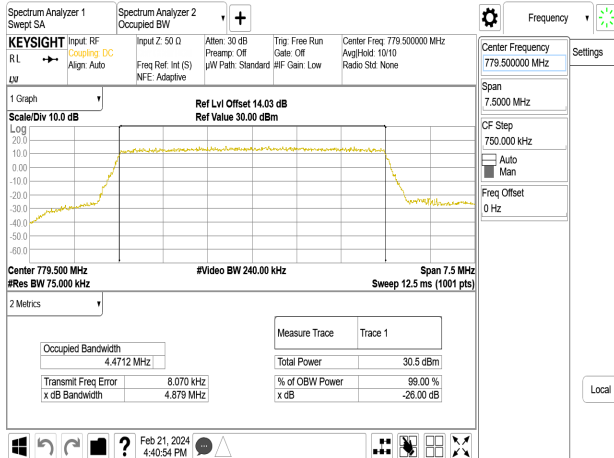 Spectrum Analyzer 1
Swept SA
Spectrum Analyzer 2
Occupied BW
+
Frequency
KEYSIGHT
RL
LXI
Input: RF
Coupling: DC
Align: Auto
Input Z: 50 Ω
Freq Ref: Int (S)
NFE: Adaptive
Atten: 30 dB
Preamp: Off
µW Path: Standard
Trig: Free Run
Gate: Off
#IF Gain: Low
Center Freq: 779.500000 MHz
Avg|Hold: 10/10
Radio Std: None
Center Frequency
779.500000 MHz
Settings
Span
7.5000 MHz
CF Step
750.000 kHz
Auto
Man
Freq Offset
0 Hz
Local
1 Graph
Scale/Div 10.0 dB
Ref Lvl Offset 14.03 dB
Ref Value 30.00 dBm
Log
20.0
10.0
0.00
-10.0
-20.0
-30.0
-40.0
-50.0
-60.0
Center 779.500 MHz
#Video BW 240.00 kHz
Span 7.5 MHz
#Res BW 75.000 kHz
Sweep 12.5 ms (1001 pts)
2 Metrics
Measure Trace
Trace 1
Occupied Bandwidth
4.4712 MHz
Total Power
30.5 dBm
Transmit Freq Error
8.070 kHz
% of OBW Power
99.00 %
x dB Bandwidth
4.879 MHz
x dB
-26.00 dB
?
Feb 21, 2024
4:40:54 PM